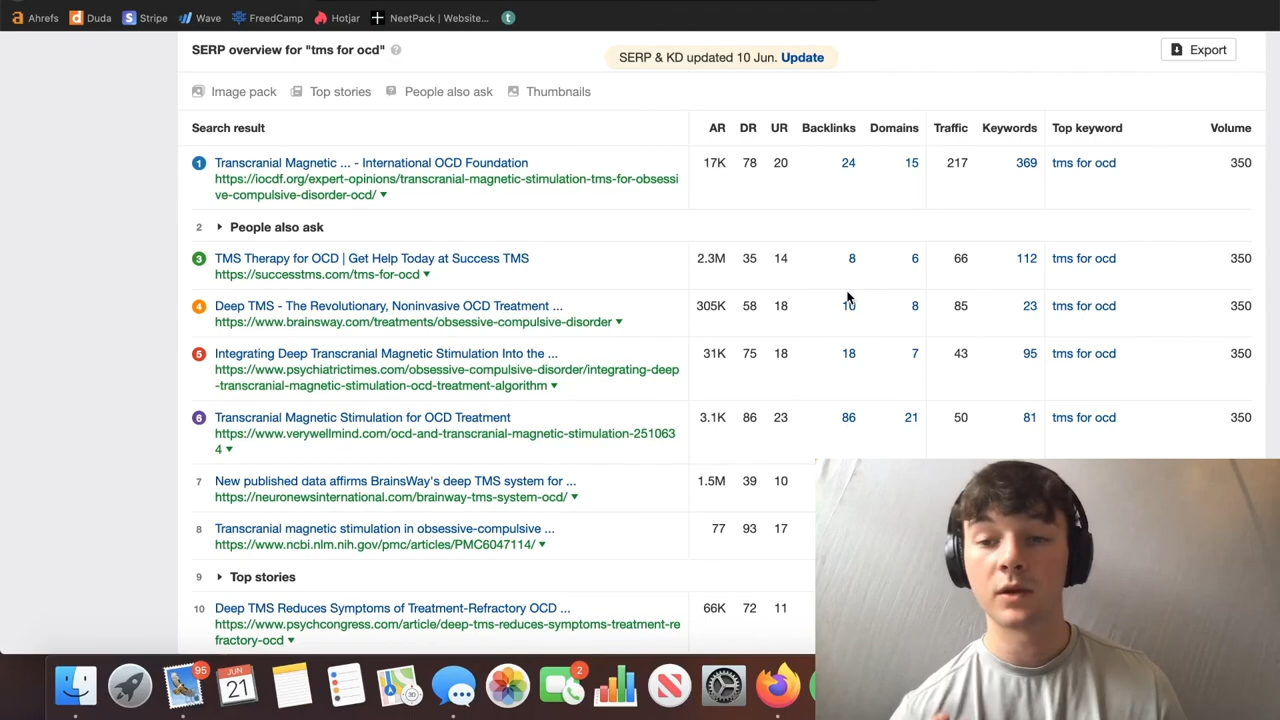 Ahrefs Duda Stripe Wave FreedCamp Hotjar NeetPack | Website...
SERP overview for "tms for ocd"
SERP & KD updated 10 Jun. Update
Export
Image pack Top stories People also ask Thumbnails
Search result AR DR UR Backlinks Domains Traffic Keywords Top keyword Volume
1 Transcranial Magnetic ... - International OCD Foundation 17K 78 20 24 15 217 369 tms for ocd 350
https://iocdf.org/expert-opinions/transcranial-magnetic-stimulation-tms-for-obsessi
ve-compulsive-disorder-ocd/
2 People also ask
3 TMS Therapy for OCD | Get Help Today at Success TMS 2.3M 35 14 8 6 66 112 tms for ocd 350
https://successtms.com/tms-for-ocd
4 Deep TMS - The Revolutionary, Noninvasive OCD Treatment ... 305K 58 18 10 8 85 23 tms for ocd 350
https://www.brainsway.com/treatments/obsessive-compulsive-disorder
5 Integrating Deep Transcranial Magnetic Stimulation Into the ... 31K 75 18 18 7 43 95 tms for ocd 350
https://www.psychiatrictimes.com/obsessive-compulsive-disorder/integrating-deep
-transcranial-magnetic-stimulation-ocd-treatment-algorithm
6 Transcranial Magnetic Stimulation for OCD Treatment 3.1K 86 23 86 21 50 81 tms for ocd 350
https://www.verywellmind.com/ocd-and-transcranial-magnetic-stimulation-251063
4
7 New published data affirms BrainsWay's deep TMS system for ... 1.5M 39 10
https://neuronewsinternational.com/brainway-tms-system-ocd/
8 Transcranial magnetic stimulation in obsessive-compulsive ... 77 93 17
https://www.ncbi.nlm.nih.gov/pmc/articles/PMC6047114/
9 Top stories
10 Deep TMS Reduces Symptoms of Treatment-Refractory OCD ... 66K 72 11
https://www.psychcongress.com/article/deep-tms-reduces-symptoms-treatment-re
fractory-ocd
95
JUN
21
2